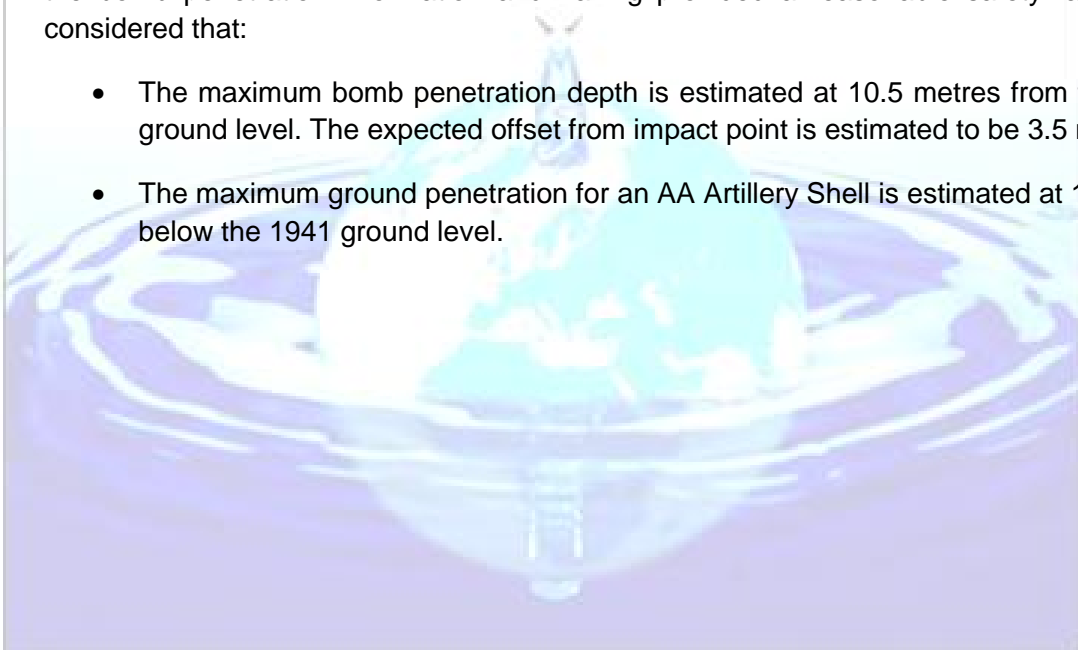 considered that:
• The maximum bomb penetration depth is estimated at 10.5 metres from
ground level. The expected offset from impact point is estimated to be 3.5
• The maximum ground penetration for an AA Artillery Shell is estimated at
below the 1941 ground level.